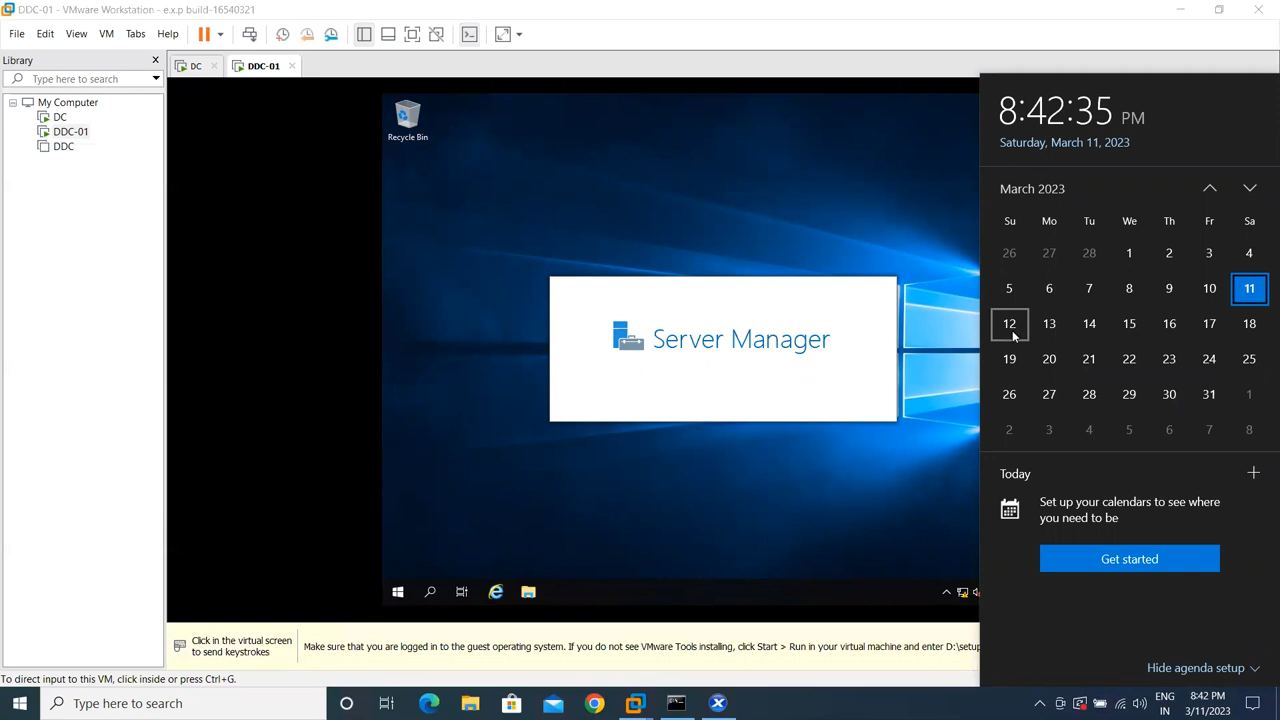 DDC-01 - VMware Workstation - e.x.p build-16540321
File Edit View VM Tabs Help
Library
Type here to search
My Computer
DC
DDC-01
DDC
DC
DDC-01
Recycle Bin
Server Manager
8:42:35 PM
Saturday, March 11, 2023
March 2023
Su Mo Tu We Th Fr Sa
26 27 28 1 2 3 4
5 6 7 8 9 10 11
12 13 14 15 16 17 18
19 20 21 22 23 24 25
26 27 28 29 30 31 1
2 3 4 5 6 7 8
Today
Set up your calendars to see where
you need to be
Get started
Hide agenda setup
Click in the virtual screen
to send keystrokes
Make sure that you are logged in to the guest operating system. If you do not see VMware Tools installing, click Start > Run in your virtual machine and enter D:\setup
To direct input to this VM, click inside or press Ctrl+G.
Type here to search
ENG
IN
8:42 PM
3/11/2023